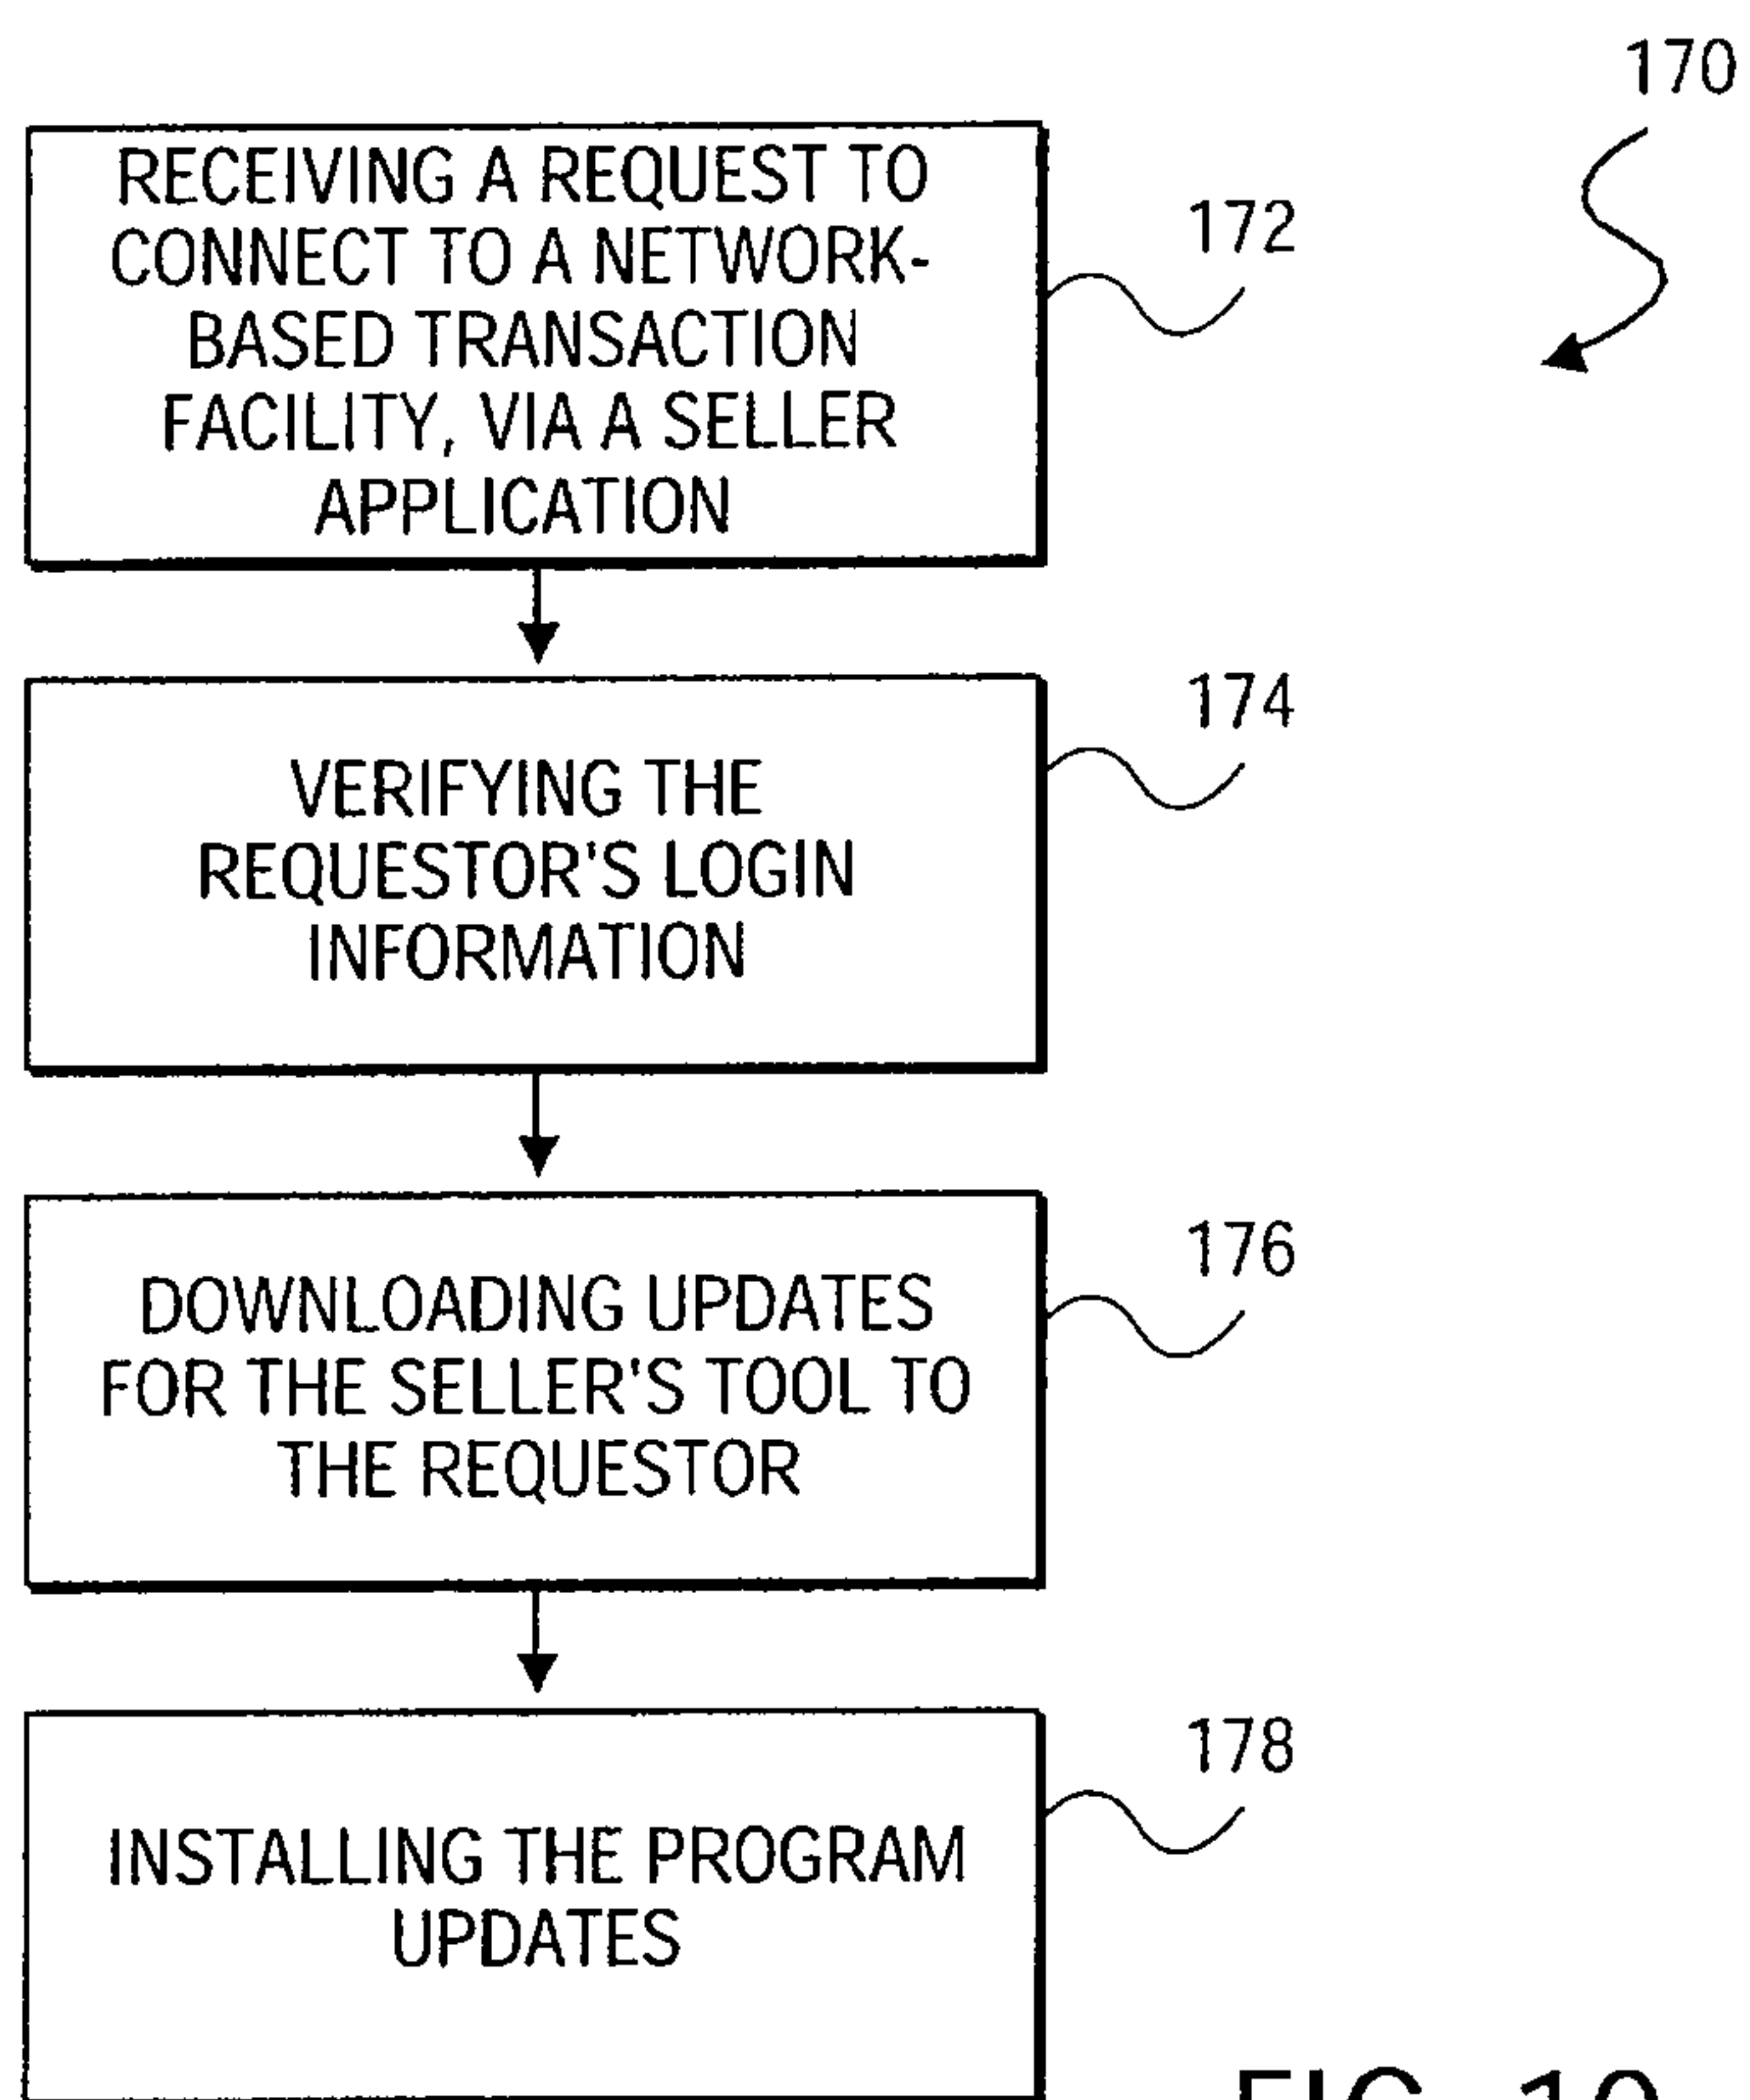 170
RECEIVING A REQUEST TO
CONNECT TO A NETWORK-
BASED TRANSACTION
FACILITY, VIA A SELLER
APPLICATION
172
VERIFYING THE
REQUESTOR'S LOGIN
INFORMATION
174
DOWNLOADING UPDATES
FOR THE SELLER'S TOOL TO
THE REQUESTOR
176
INSTALLING THE PROGRAM
UPDATES
178
FIG.